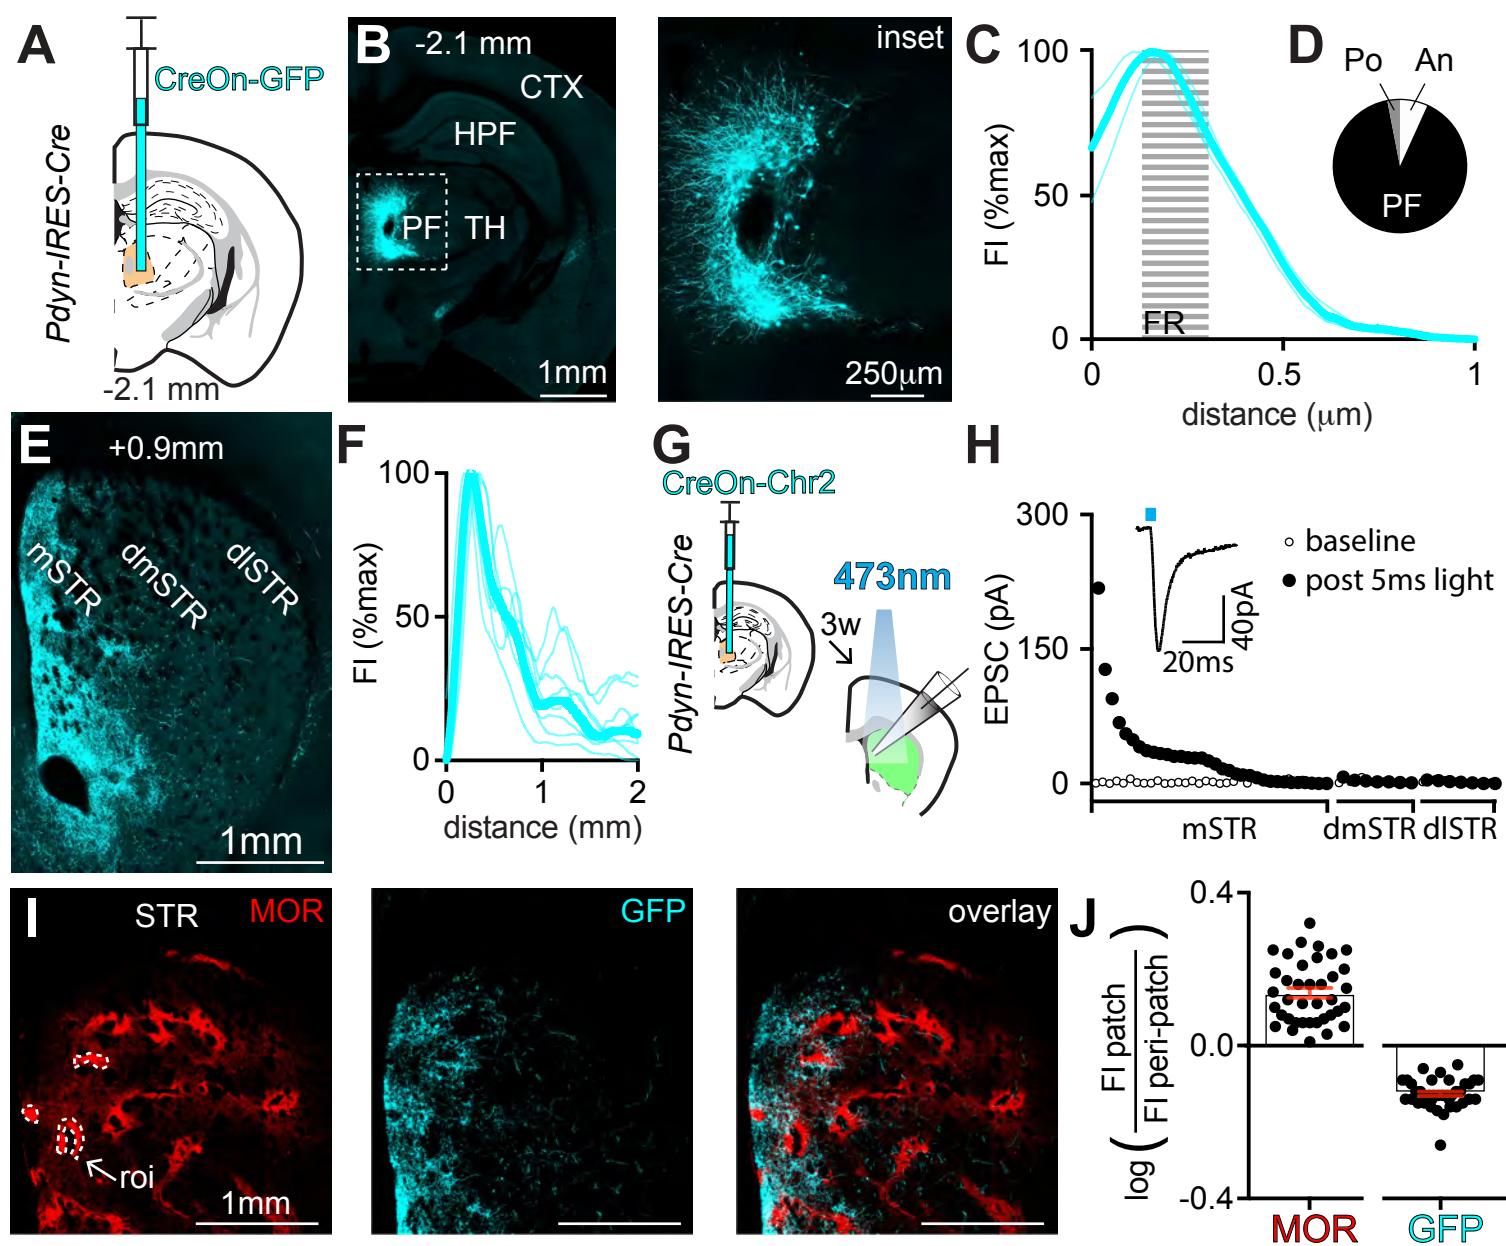 A
CreOn-GFP
Pdyn-IRES-Cre
-2.1 mm
B
-2.1 mm
CTX
HPF
PF
TH
1mm
inset
250μm
C
FI (%max)
100
50
0
FR
0
0.5
1
distance (μm)
D
Po
An
PF
E
+0.9mm
mSTR
dmSTR
dlSTR
1mm
F
FI (%max)
100
50
0
0
1
2
distance (mm)
G
CreOn-Chr2
Pdyn-IRES-Cre
473nm
3w
H
EPSC (pA)
300
150
0
40pA
20ms
baseline
post 5ms light
mSTR
dmSTR
dlSTR
I
STR
MOR
roi
1mm
GFP
overlay
J
log ( FI patch
FI peri-patch )
0.4
0.0
-0.4
MOR
GFP